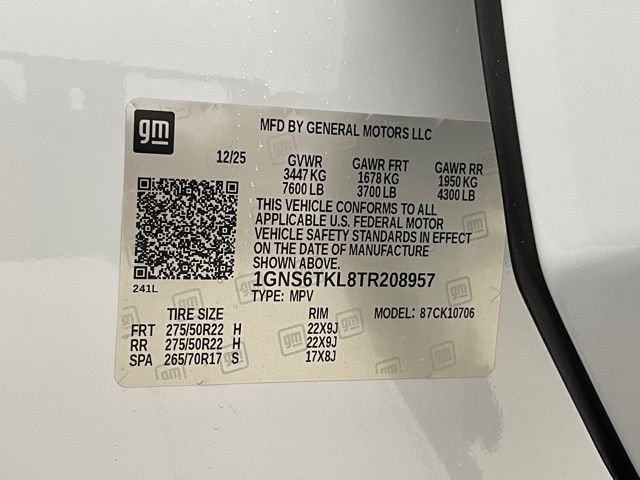 gm
MFD BY GENERAL MOTORS LLC
12/25 GVWR GAWR FRT GAWR RR
3447 KG 1678 KG 1950 KG
7600 LB 3700 LB 4300 LB
THIS VEHICLE CONFORMS TO ALL
APPLICABLE U.S. FEDERAL MOTOR
VEHICLE SAFETY STANDARDS IN EFFECT
ON THE DATE OF MANUFACTURE
SHOWN ABOVE.
1GNS6TKL8TR208957
241L TYPE: MPV
TIRE SIZE RIM MODEL: 87CK10706
FRT 275/50R22 H 22X9J
RR 275/50R22 H 22X9J
SPA 265/70R17 S 17X8J